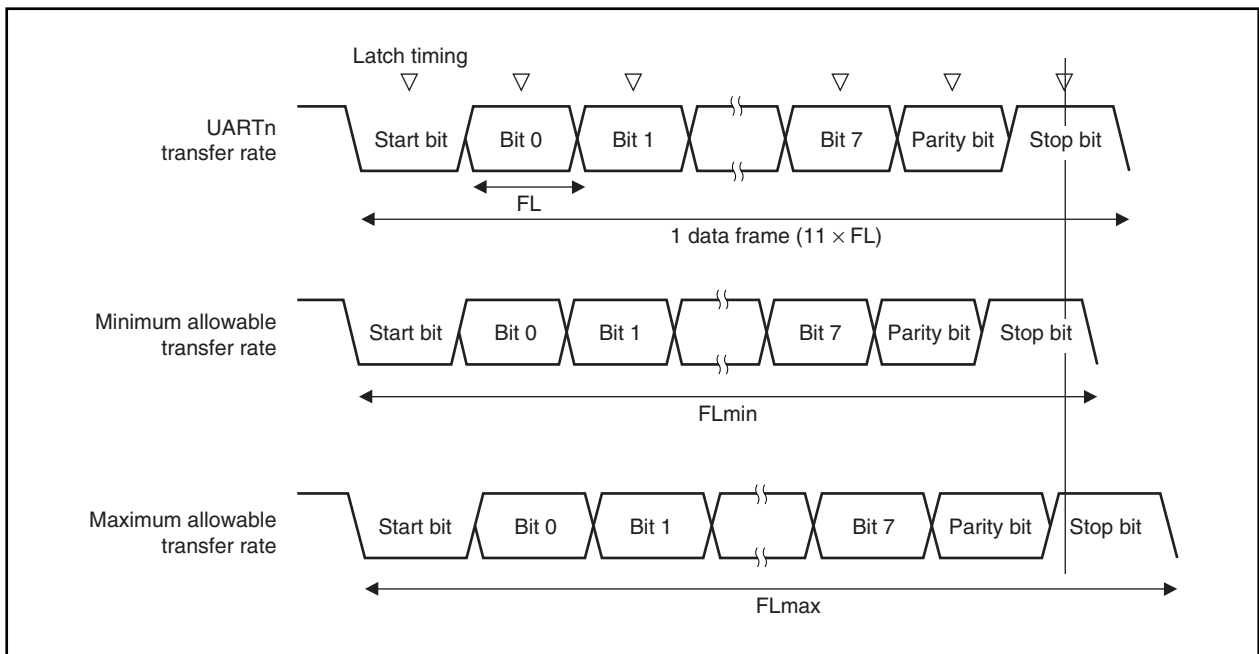 Latch timing
UARTn
transfer rate
Start bit
Bit 0
Bit 1
Bit 7
Parity bit
Stop bit
FL
1 data frame (11 × FL)
Minimum allowable
transfer rate
Start bit
Bit 0
Bit 1
Bit 7
Parity bit
Stop bit
FLmin
Maximum allowable
transfer rate
Start bit
Bit 0
Bit 1
Bit 7
Parity bit
Stop bit
FLmax